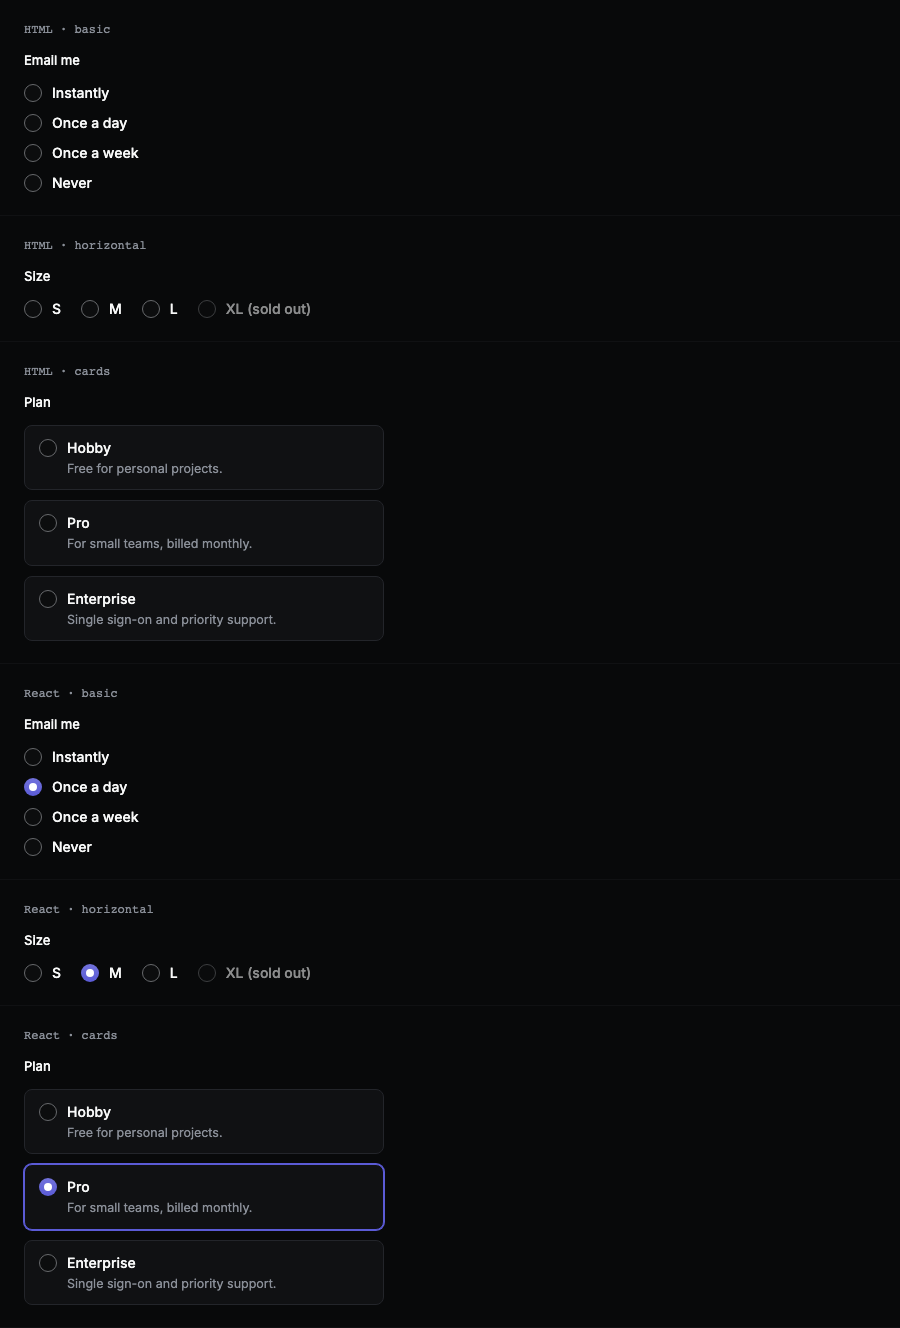 HTML · basic
Email me
Instantly
Once a day
Once a week
Never
HTML · horizontal
Size
S M L XL (sold out)
HTML · cards
Plan
Hobby
Free for personal projects.
Pro
For small teams, billed monthly.
Enterprise
Single sign-on and priority support.
React · basic
Email me
Instantly
Once a day
Once a week
Never
React · horizontal
Size
S M L XL (sold out)
React · cards
Plan
Hobby
Free for personal projects.
Pro
For small teams, billed monthly.
Enterprise
Single sign-on and priority support.